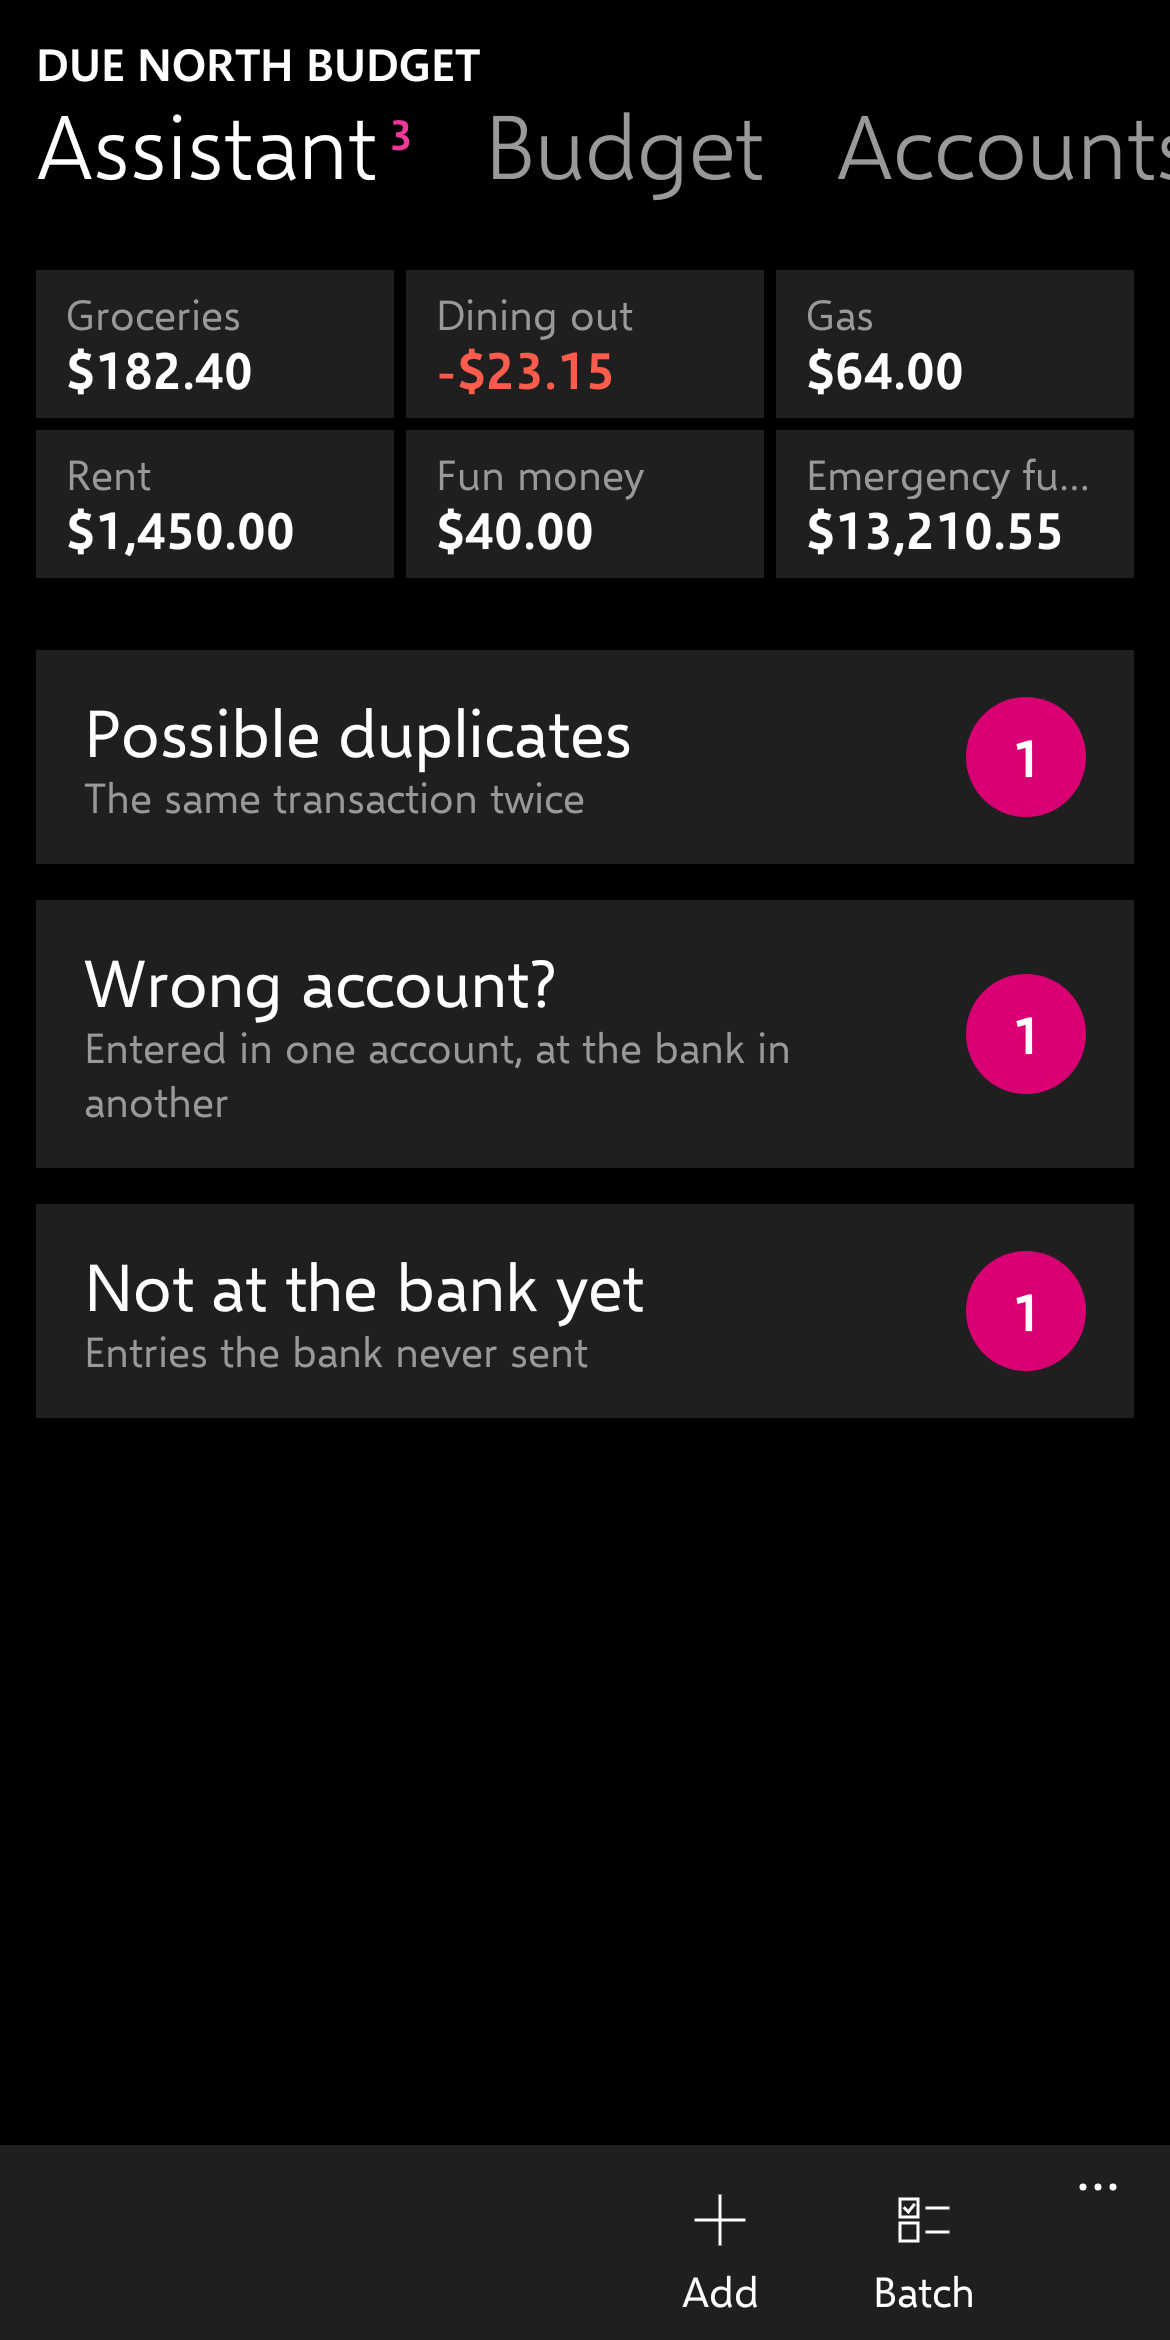 DUE NORTH BUDGET
Assistant 3 Budget Accounts
Groceries Dining out Gas
$182.40 -$23.15 $64.00
Rent Fun money Emergency fu...
$1,450.00 $40.00 $13,210.55
Possible duplicates
The same transaction twice
1
Wrong account?
Entered in one account, at the bank in
another
1
Not at the bank yet
Entries the bank never sent
1
Add Batch